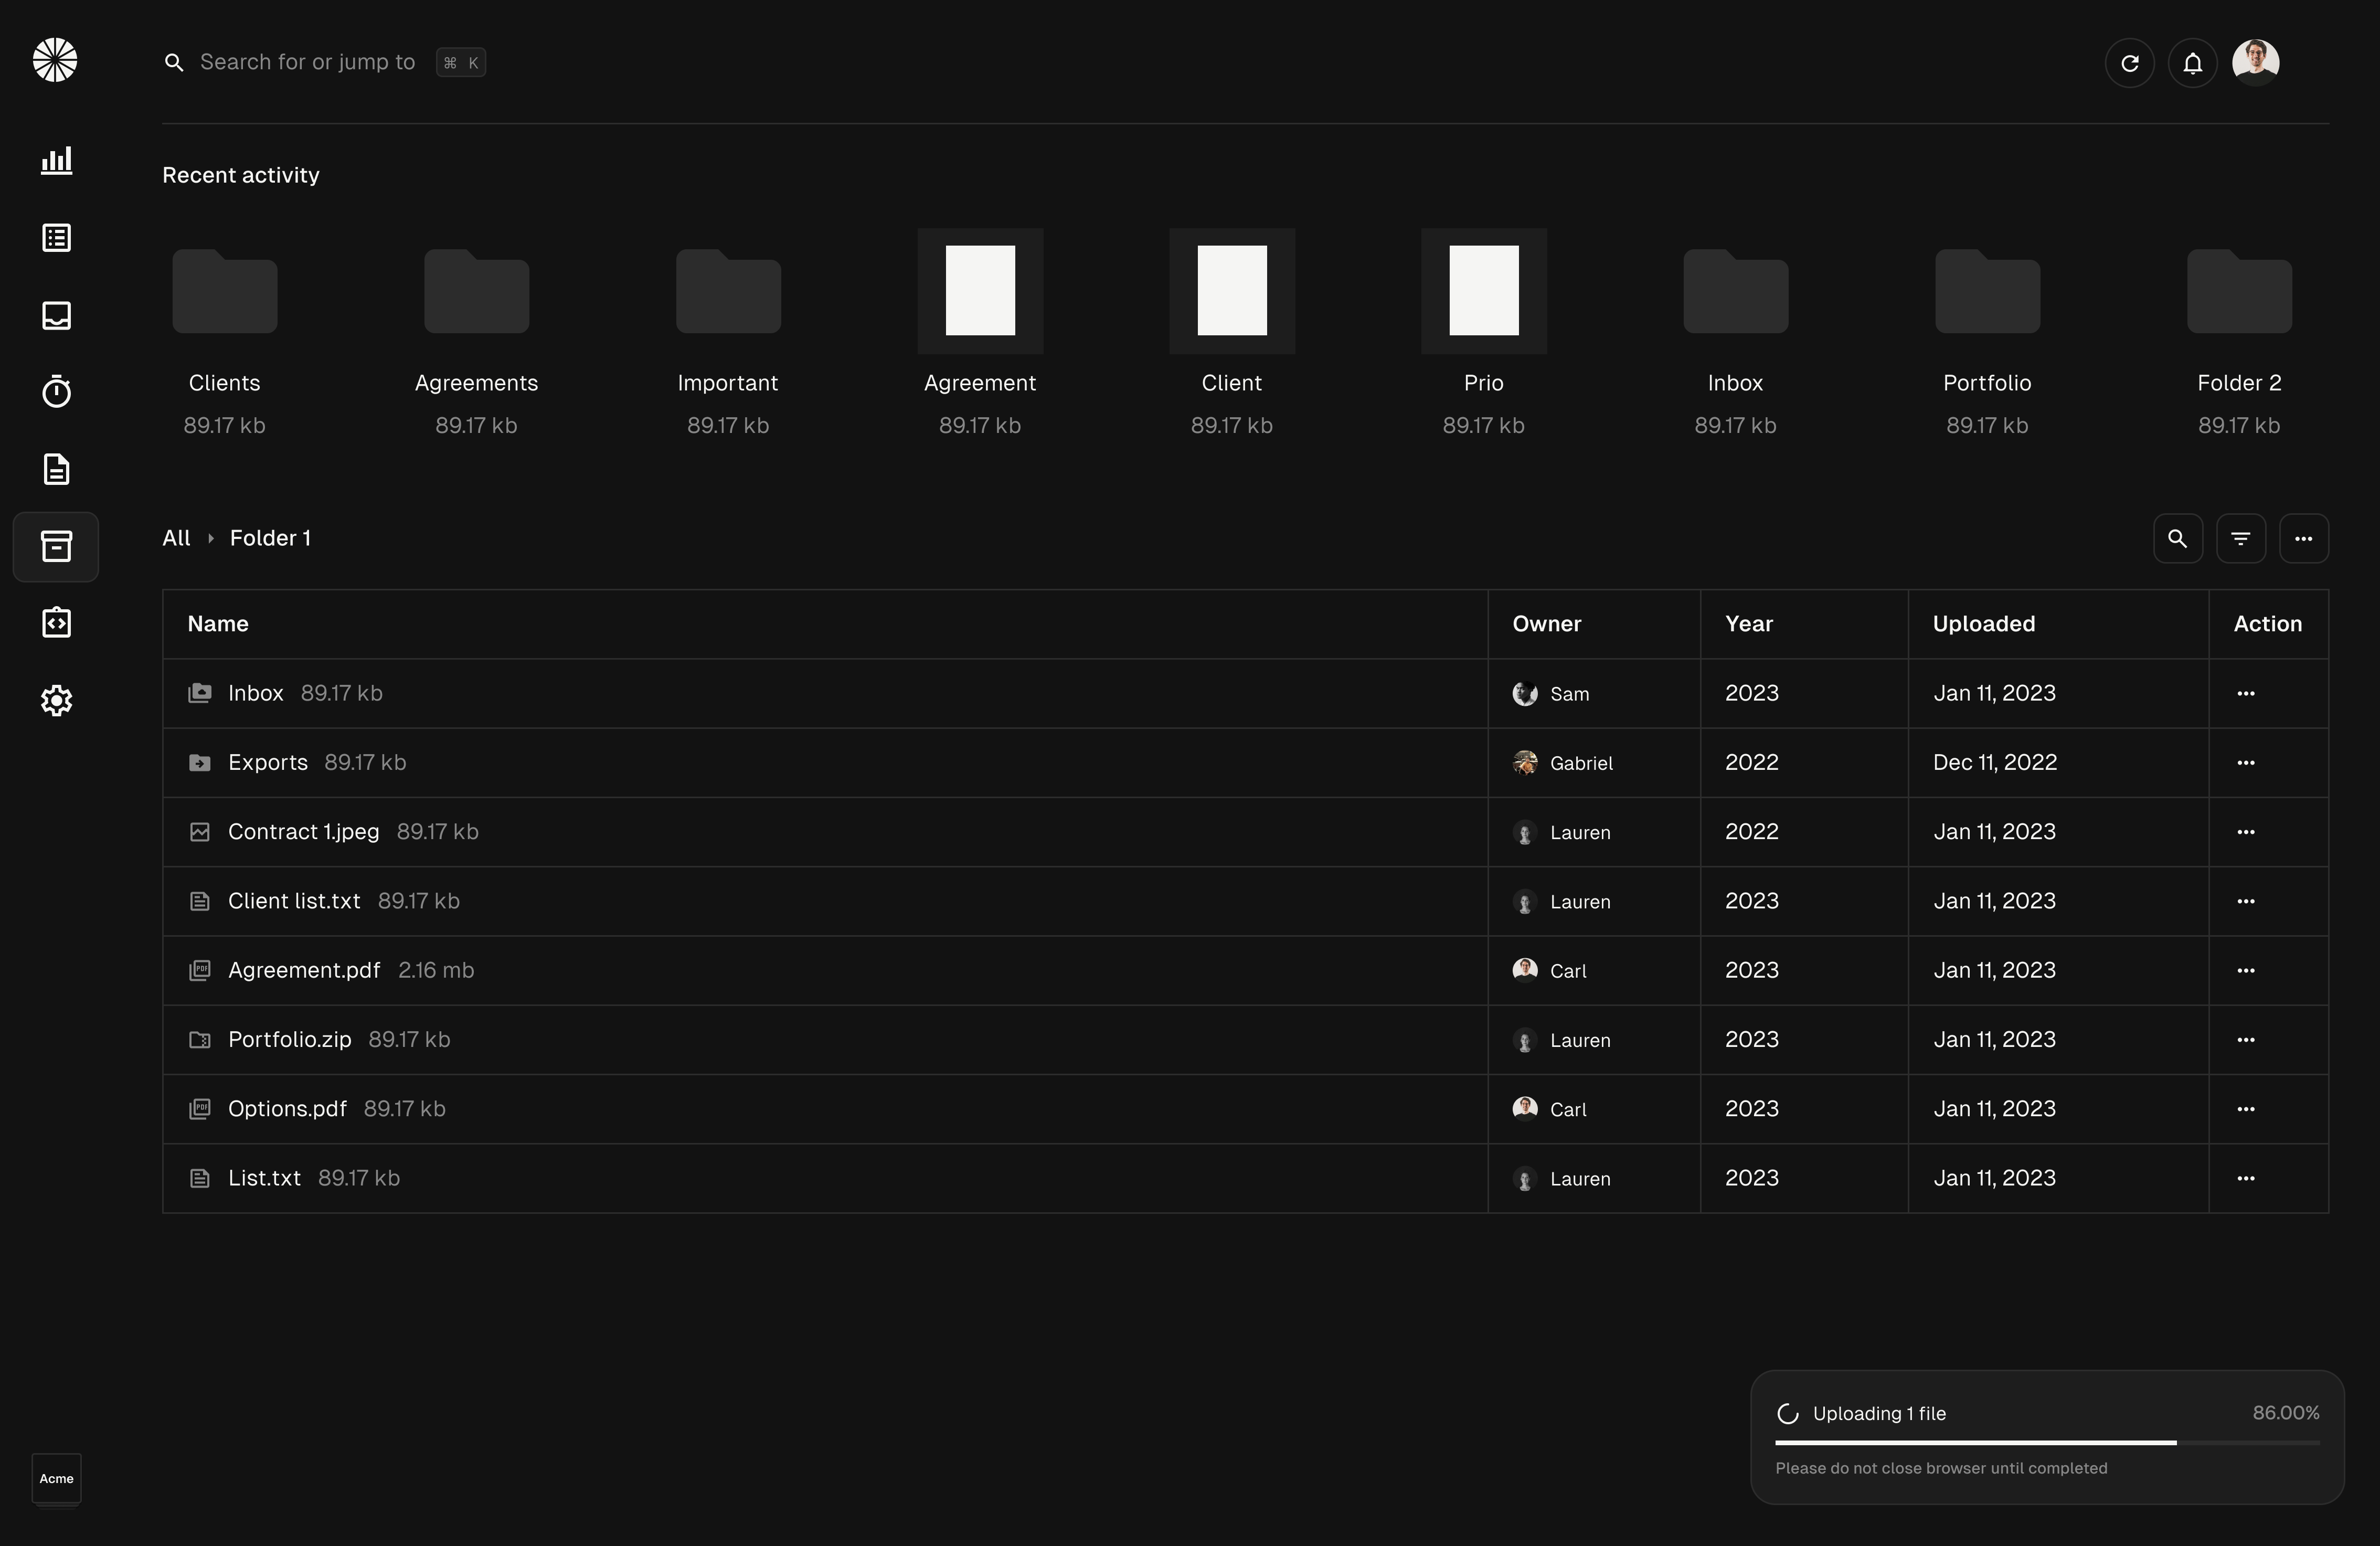 Search for or jump to ⌘ K
Recent activity
Clients Agreements Important Agreement Client Prio Inbox Portfolio Folder 2
89.17 kb 89.17 kb 89.17 kb 89.17 kb 89.17 kb 89.17 kb 89.17 kb 89.17 kb 89.17 kb
All Folder 1
Name Owner Year Uploaded Action
Inbox 89.17 kb Sam 2023 Jan 11, 2023
Exports 89.17 kb Gabriel 2022 Dec 11, 2022
Contract 1.jpeg 89.17 kb Lauren 2022 Jan 11, 2023
Client list.txt 89.17 kb Lauren 2023 Jan 11, 2023
PDF Agreement.pdf 2.16 mb Carl 2023 Jan 11, 2023
Portfolio.zip 89.17 kb Lauren 2023 Jan 11, 2023
PDF Options.pdf 89.17 kb Carl 2023 Jan 11, 2023
List.txt 89.17 kb Lauren 2023 Jan 11, 2023
Uploading 1 file 86.00%
Please do not close browser until completed
Acme